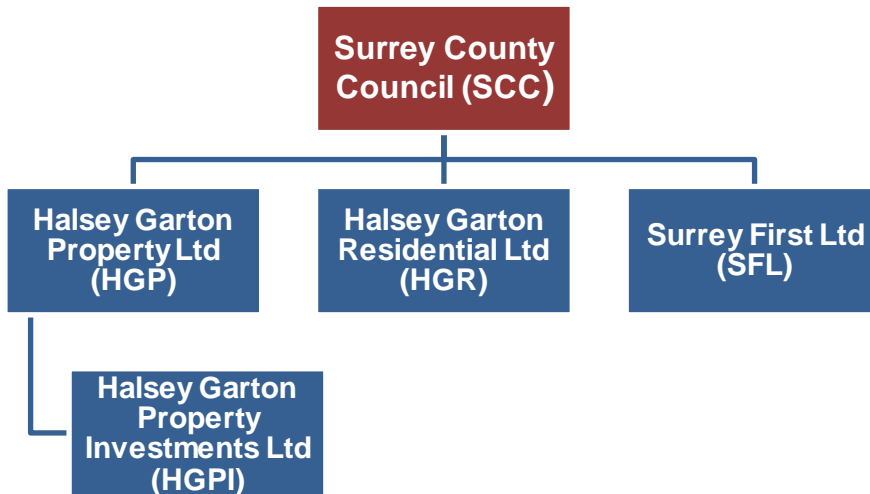 Surrey County
Council (SCC)
Halsey Garton
Property Ltd
(HGP)
Halsey Garton
Residential Ltd
(HGR)
Surrey First Ltd
(SFL)
Halsey Garton
Property
Investments Ltd
(HGPI)